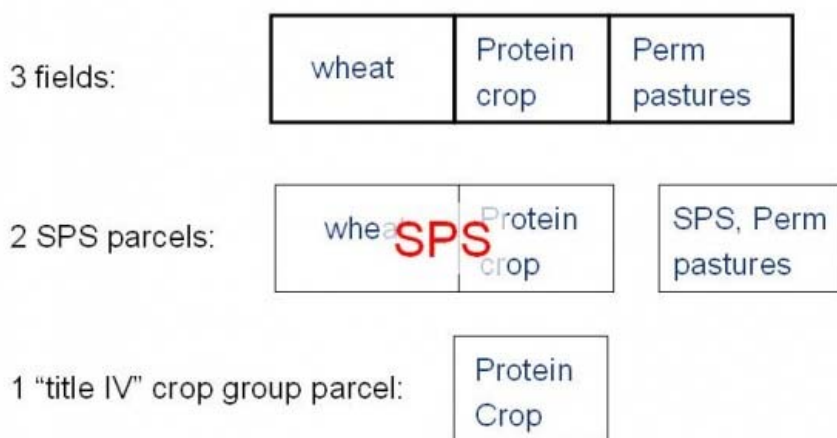 3 fields:
wheat
Protein
crop
Perm
pastures
2 SPS parcels:
wheat
SPS
Protein
crop
SPS, Perm
pastures
1 "title IV" crop group parcel:
Protein
Crop